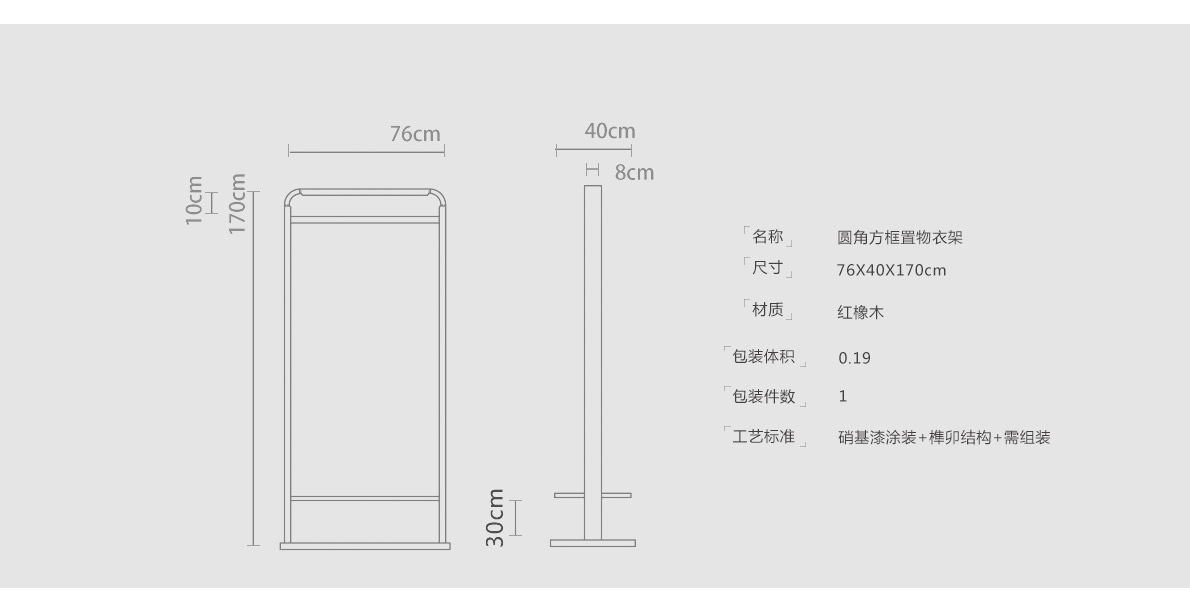 76cm
40cm
8cm
10cm
170cm
30cm
「名称」 圆角方框置物衣架
「尺寸」 76X40X170cm
「材质」 红橡木
「包装体积」 0.19
「包装件数」 1
「工艺标准」 硝基漆涂装+榫卯结构+需组装